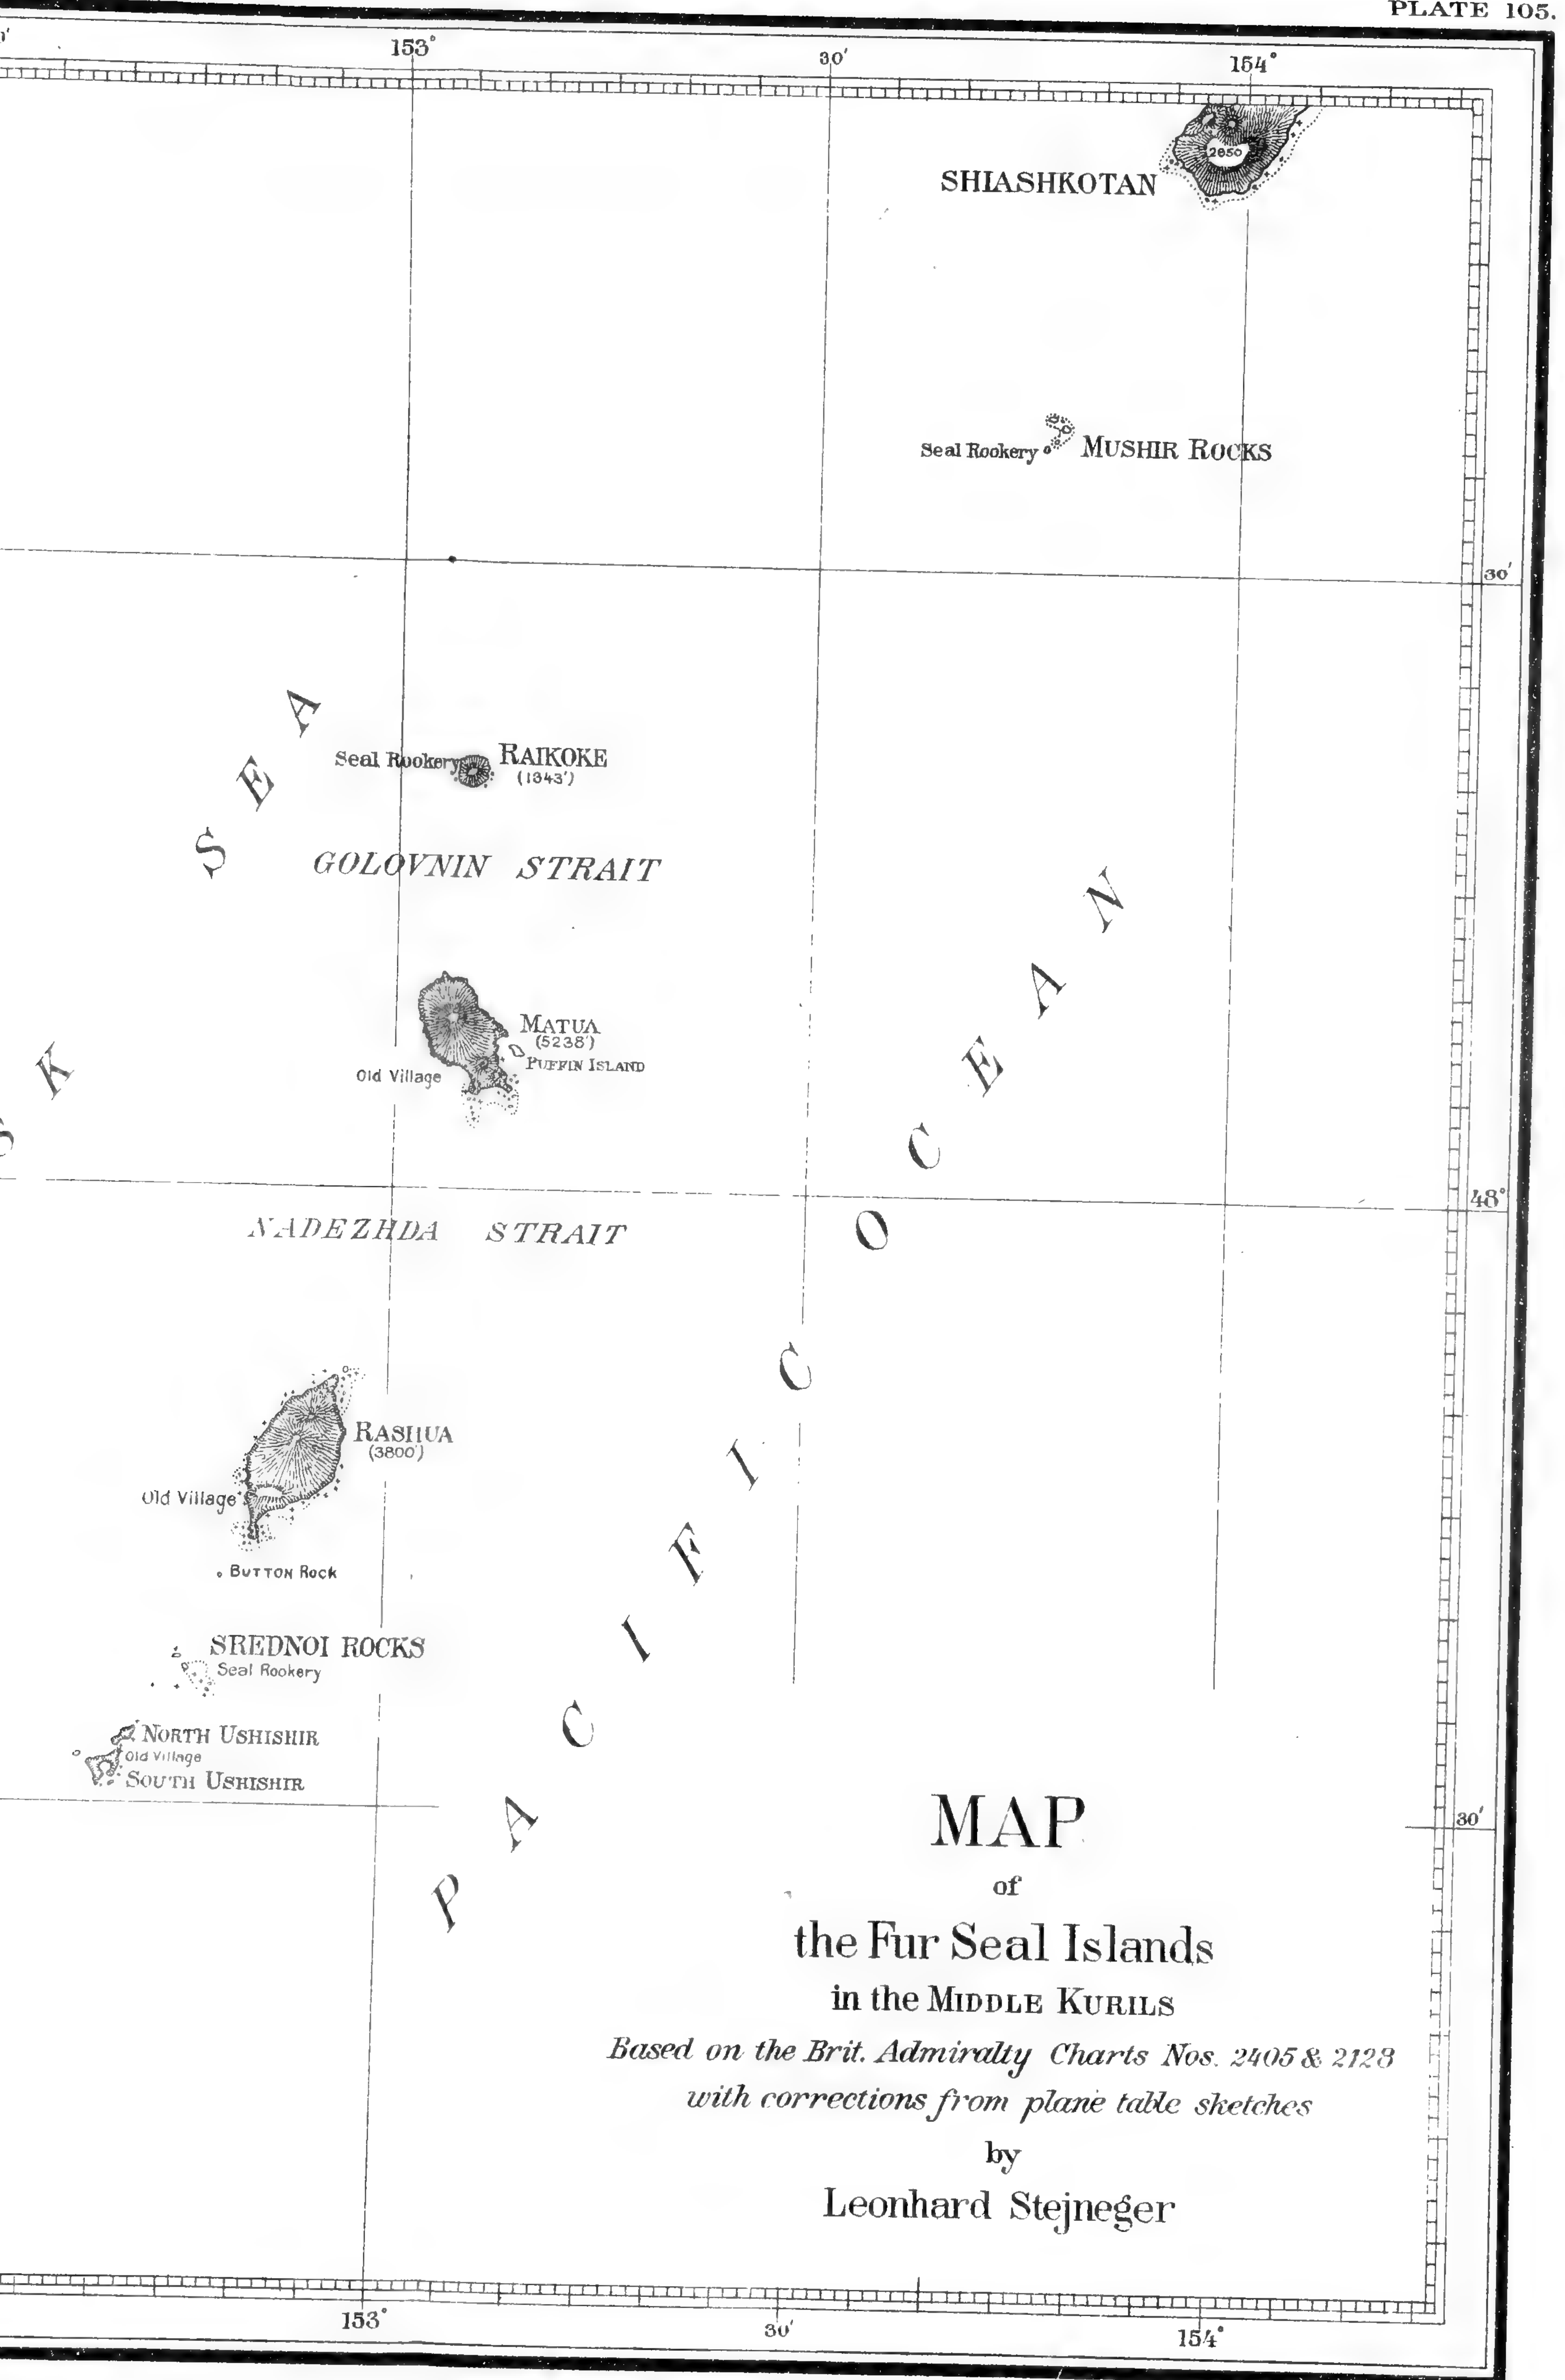 PLATE 105.
153°
30′
154°
2850
SHIASHKOTAN
Seal Rookery
MUSHIR ROCKS
30′
SEA
Seal Rookery
RAIKOKE
(1343′)
GOLOVNIN STRAIT
MATUA
(5238′)
PUFFIN ISLAND
Old Village
SK
48°
NADEZHDA STRAIT
PACIFIC OCEAN
RASHUA
(3800′)
Old Village
BUTTON Rock
SREDNOI ROCKS
Seal Rookery
NORTH USHISHIR
Old Village
SOUTH USHISHIR
30′
MAP
of
the Fur Seal Islands
in the MIDDLE KURILS
Based on the Brit. Admiralty Charts Nos. 2405 & 2128
with corrections from plane table sketches
by
Leonhard Stejneger
153°
30′
154°